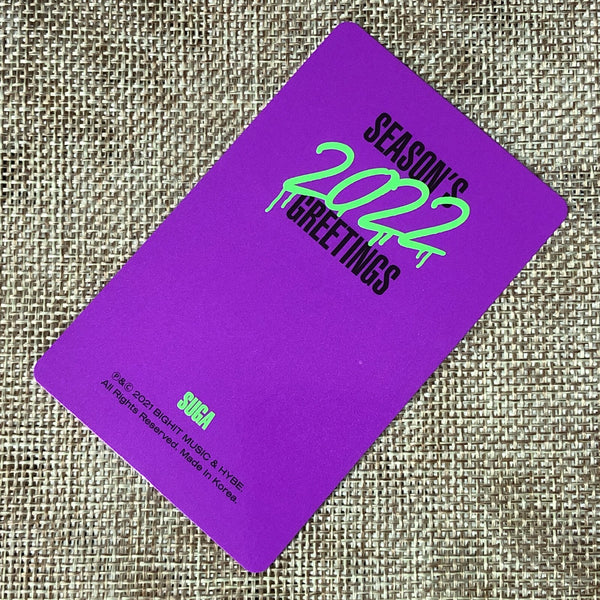 SEASON'S
2022
GREETINGS
SUGA
℗&© 2021 BIGHIT MUSIC & HYBE.
All Rights Reserved. Made in Korea.